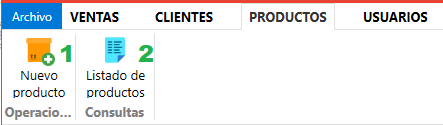 Archivo VENTAS CLIENTES PRODUCTOS USUARIOS
1 2
Nuevo producto Listado de productos
Operacio... Consultas